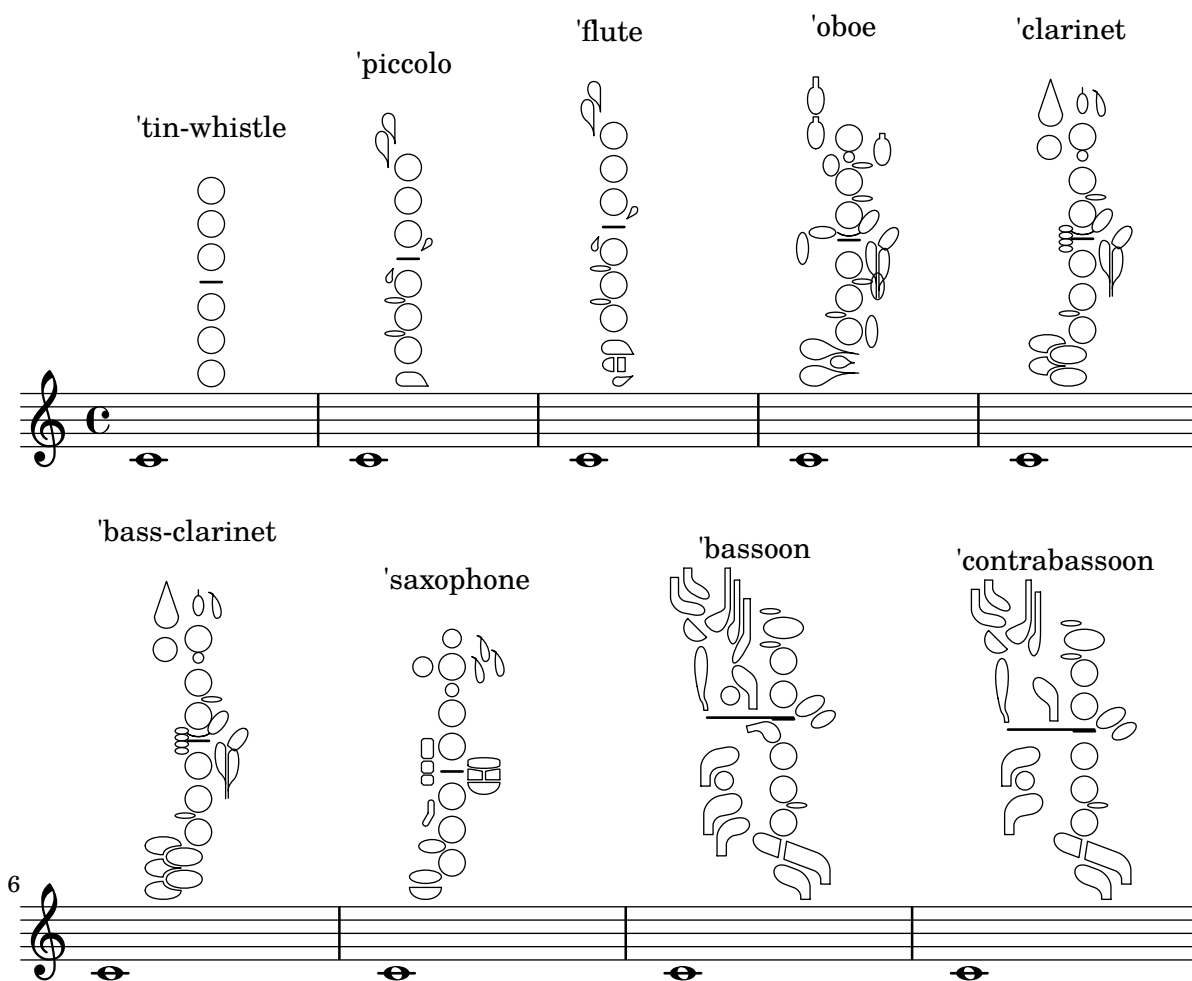 'tin-whistle
'piccolo
'flute
'oboe
'clarinet
'bass-clarinet
'saxophone
'bassoon
'contrabassoon
6